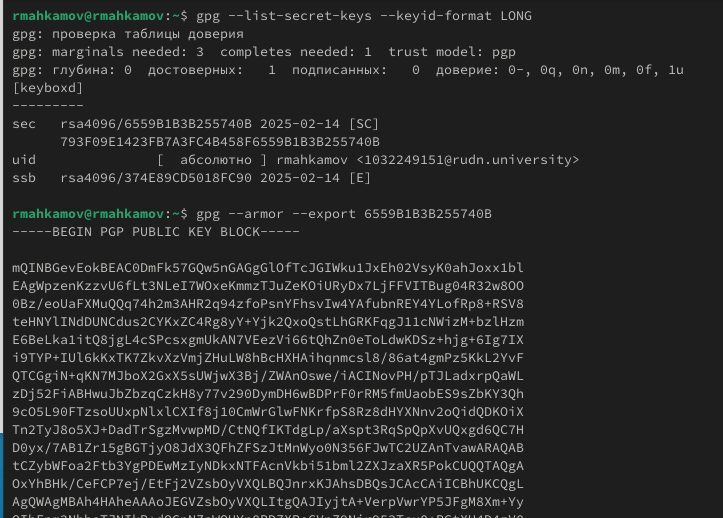 rmahkamov@rmahkamov:~$ gpg --list-secret-keys --keyid-format LONG
gpg: проверка таблицы доверия
gpg: marginals needed: 3  completes needed: 1  trust model: pgp
gpg: глубина: 0  достоверных:   1  подписанных:   0  доверие: 0-, 0q, 0n, 0m, 0f, 1u
[keyboxd]
---------
sec   rsa4096/6559B1B3B255740B 2025-02-14 [SC]
      793F09E1423FB7A3FC4B458F6559B1B3B255740B
uid                  [  абсолютно ] rmahkamov <1032249151@rudn.university>
ssb   rsa4096/374E89CD5018FC90 2025-02-14 [E]

rmahkamov@rmahkamov:~$ gpg --armor --export 6559B1B3B255740B
-----BEGIN PGP PUBLIC KEY BLOCK-----

mQINBGevEokBEAC0DmFk57GQw5nGAGgGlOfTcJGIWku1JxEh02VsyK0ahJoxx1bl
EAgWpzenKzzvU6fLt3NLeI7WOxeKmmzTJuZeKOiURyDx7LjFFVITBug04R32w8OO
0Bz/eoUaFXMuQQq74h2m3AHR2q94zfoPsnYFhsvIw4YAfubnREY4YLofRp8+RSV8
teHNYlINdDUNCdus2CYKxZC4Rg8yY+Yjk2QxoQstLhGRKFqgJ11cNWizM+bzlHzm
E6BeLka1itQ8jgL4cSPcsxgmUkAN7VEezVi66tQhZn0eToLdwKDSz+hjg+6Ig7IX
i9TYP+IUl6kKxTK7ZkvXzVmjZHuLW8hBcHXHAihqnmcsl8/86at4gmPz5KkL2YvF
QTCGgiN+qKN7MJboX2GxX5sUWjwX3Bj/ZWAnOswe/iACINovPH/pTJLadxrpQaWL
zDj52FiABHwuJbZbzqCzkH8y77v290DymDH6wBDPrF0rRM5fmUaobES9sZbKY3Qh
9cO5L90FTzsoUUxpNlxlCXIf8j10CmWrGlwFNKrfpS8Rz8dHYXNnv2oQidQDKOiX
Tn2TyJ8o5XJ+DadTrSgzMvwpMD/CtNQfIKTdgLp/aXspt3RqSpQpXvUQxgd6QC7H
D0yx/7AB1Zr15gBGTjyO8JdX3QFhZFSzJtMnWyo0N356FJwTC2UZAnTvawARAQAB
tCZybWFoa2Ftb3YgPDEwMzIyNDkxNTFAcnVkbi51bml2ZXJzaXR5PokCUQQTAQgA
OxYhBHk/CeFCP7ej/EtFj2VZsbOyVXQLBQJnrxKJAhsDBQsJCAcCAiICBhUKCQgL
AgQWAgMBAh4HAheAAAoJEGVZsbOyVXQLItgQAJIyjtA+VerpVwrYP5JFgM8Xm+Yy